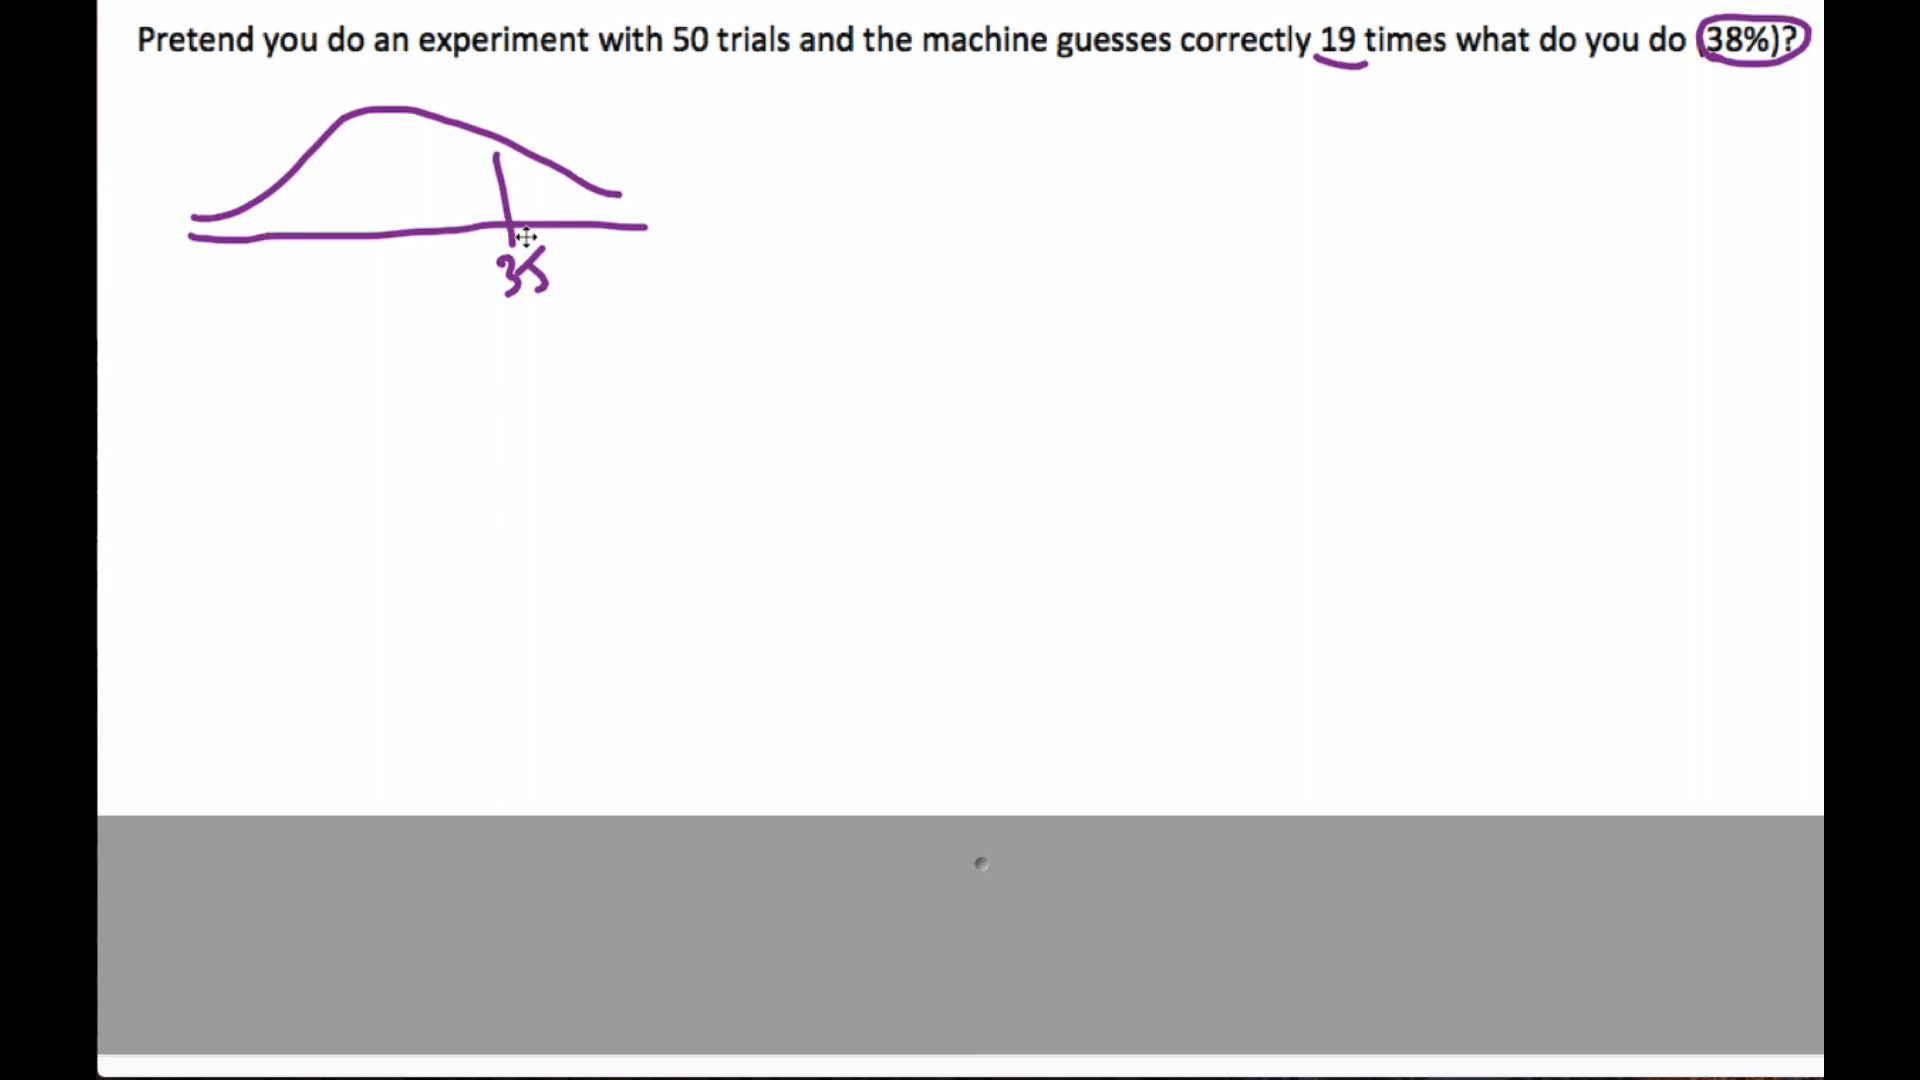 Pretend you do an experiment with 50 trials and the machine guesses correctly 19 times what do you do (38%)?
35